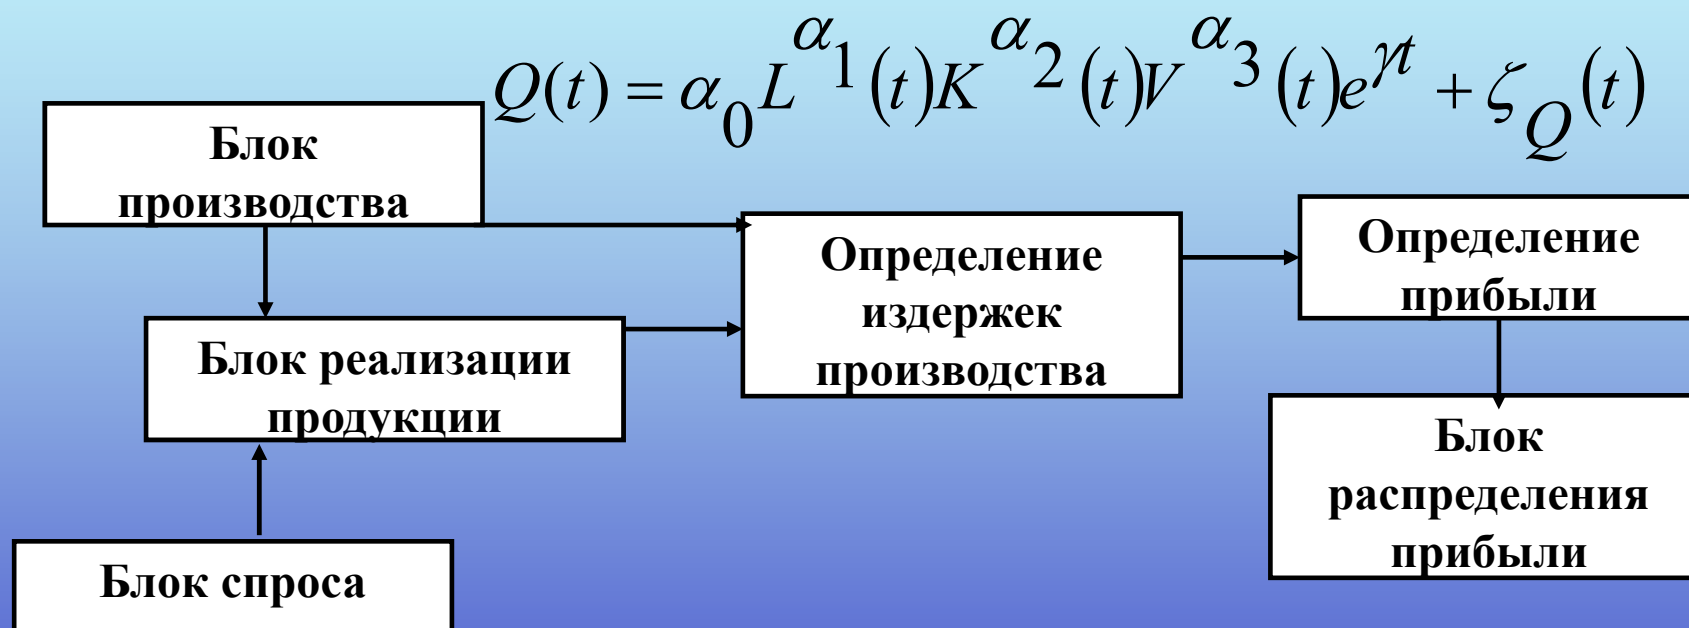 Q(t) = α₀L^α₁(t)K^α₂(t)V^α₃(t)e^γt + ζ_Q(t)
Блок
производства
Определение
издержек
производства
Определение
прибыли
Блок реализации
продукции
Блок
распределения
прибыли
Блок спроса